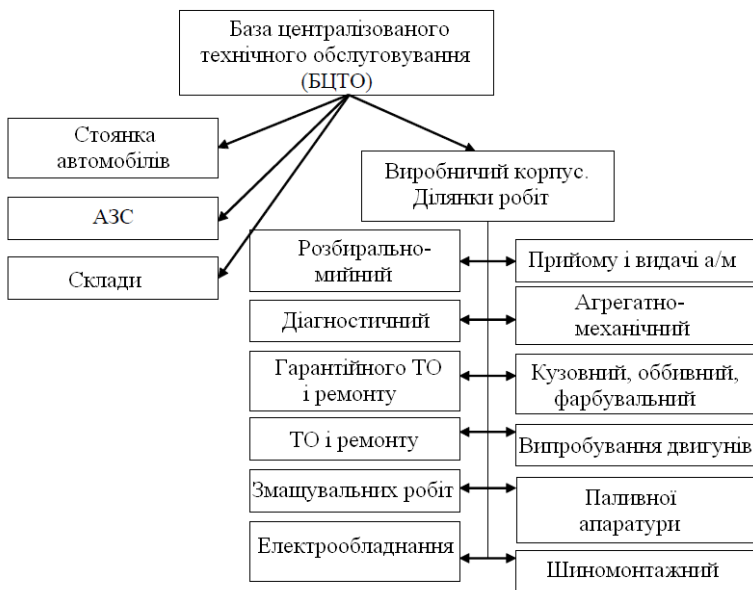 База централізованого
технічного обслуговування
(БЦТО)
Стоянка
автомобілів
АЗС
Склади
Виробничий корпус.
Ділянки робіт
Розбирально-
мийний
Прийому і видачі а/м
Діагностичний
Агрегатно-
механічний
Гарантійного ТО
і ремонту
Кузовний, оббивний,
фарбувальний
ТО і ремонту
Випробування двигунів
Змащувальних робіт
Паливної
апаратури
Електрообладнання
Шиномонтажний